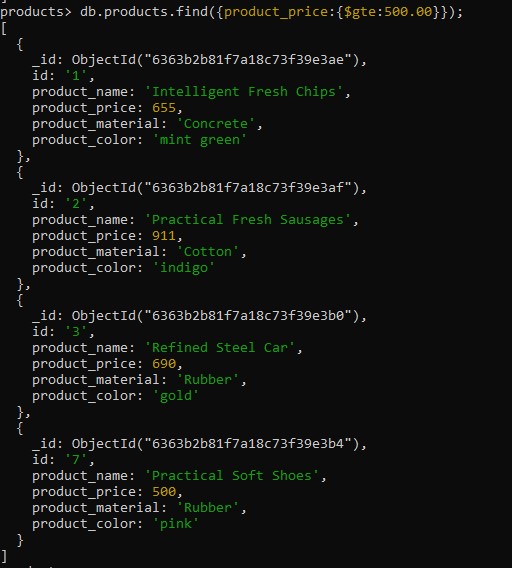 products> db.products.find({product_price:{$gte:500.00}});
[
  {
    _id: ObjectId("6363b2b81f7a18c73f39e3ae"),
    id: '1',
    product_name: 'Intelligent Fresh Chips',
    product_price: 655,
    product_material: 'Concrete',
    product_color: 'mint green'
  },
  {
    _id: ObjectId("6363b2b81f7a18c73f39e3af"),
    id: '2',
    product_name: 'Practical Fresh Sausages',
    product_price: 911,
    product_material: 'Cotton',
    product_color: 'indigo'
  },
  {
    _id: ObjectId("6363b2b81f7a18c73f39e3b0"),
    id: '3',
    product_name: 'Refined Steel Car',
    product_price: 690,
    product_material: 'Rubber',
    product_color: 'gold'
  },
  {
    _id: ObjectId("6363b2b81f7a18c73f39e3b4"),
    id: '7',
    product_name: 'Practical Soft Shoes',
    product_price: 500,
    product_material: 'Rubber',
    product_color: 'pink'
  }
]